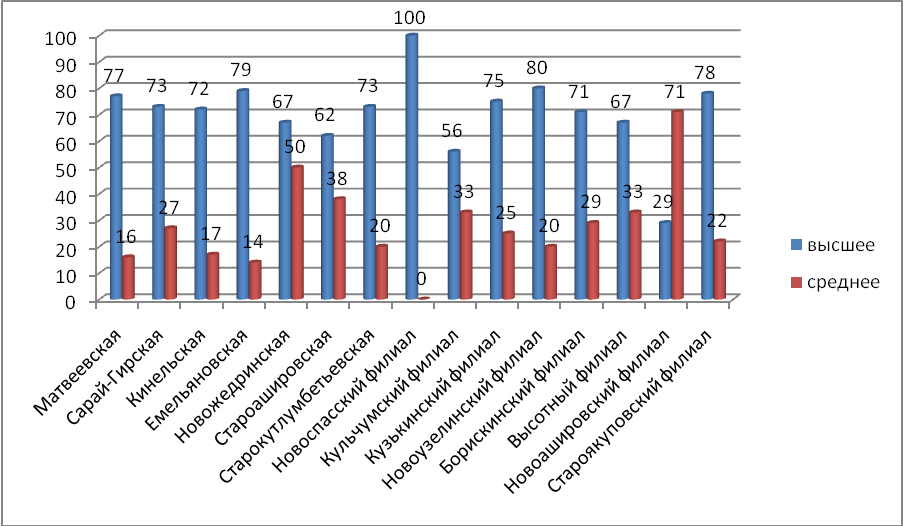 100
90
80
70
60
50
40
30
20
10
0
77
16
73
27
72
17
79
14
67
50
62
38
73
20
100
0
56
33
75
25
80
20
71
29
67
33
29
71
78
22
Матвеевская
Сарай-Гирская
Кинельская
Емельяновская
Новожедринская
Староашировская
Старокутлумбетьевская
Новоспасский филиал
Кульчумский филиал
Кузькинский филиал
Новоузелинский филиал
Борискинский филиал
Высотный филиал
Новоашировский филиал
Староякуповский филиал
высшее
среднее